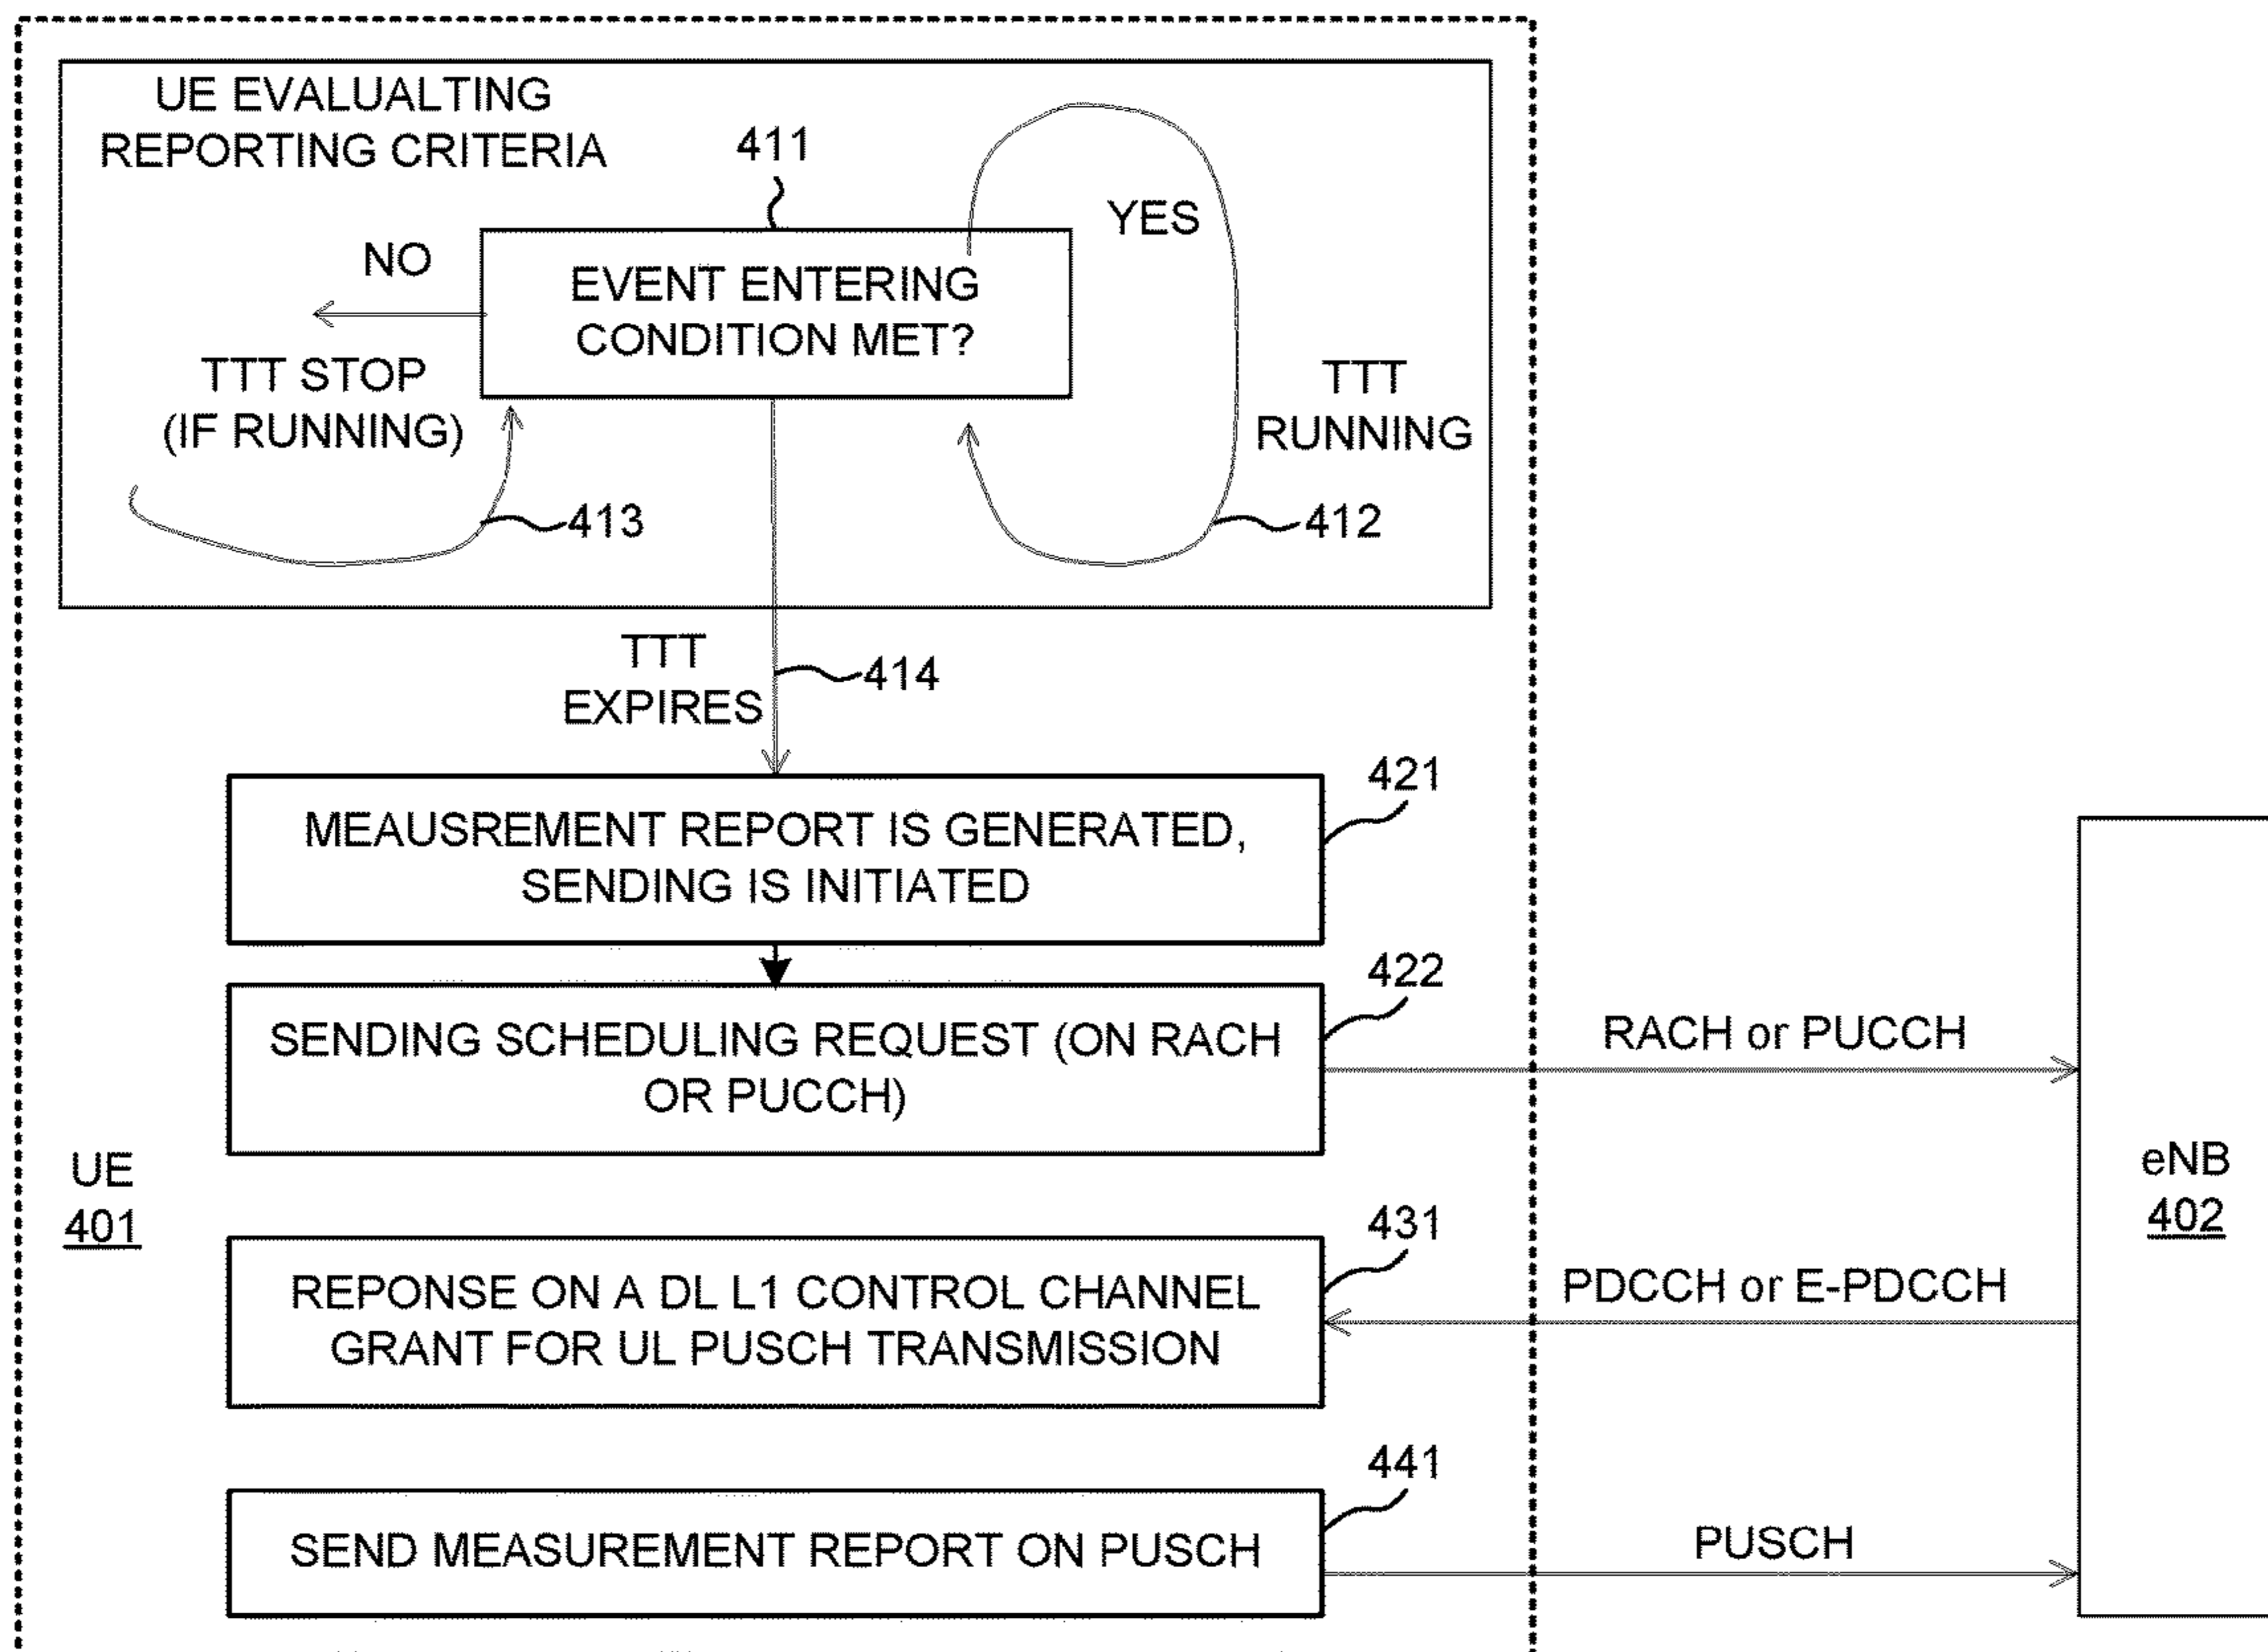 UE EVALUALTING
REPORTING CRITERIA
411
YES
NO
EVENT ENTERING
CONDITION MET?
TTT STOP
(IF RUNNING)
TTT
RUNNING
413
412
TTT
EXPIRES
414
421
MEAUSREMENT REPORT IS GENERATED,
SENDING IS INITIATED
422
SENDING SCHEDULING REQUEST (ON RACH
OR PUCCH)
RACH or PUCCH
UE
401
eNB
402
431
REPONSE ON A DL L1 CONTROL CHANNEL
GRANT FOR UL PUSCH TRANSMISSION
PDCCH or E-PDCCH
441
SEND MEASUREMENT REPORT ON PUSCH
PUSCH